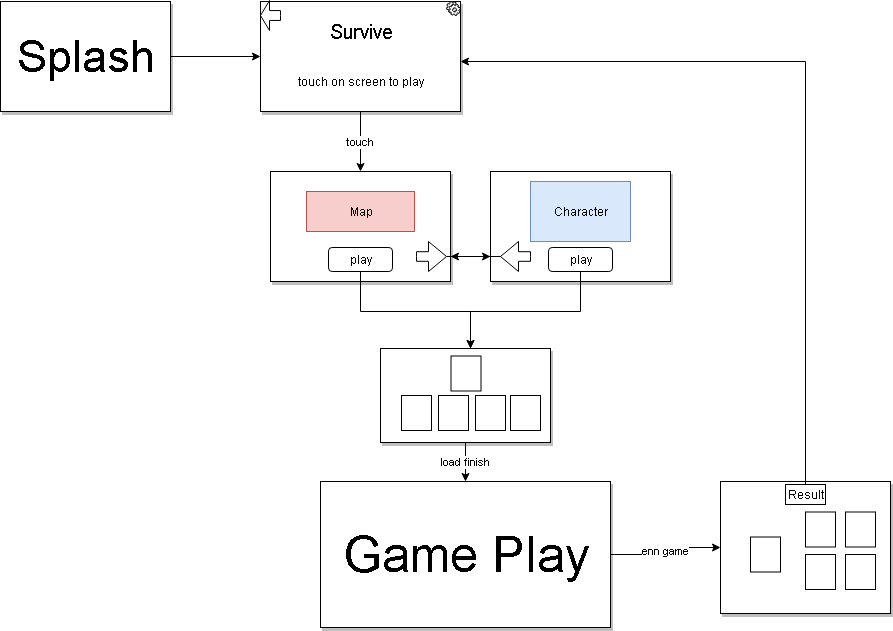 Splash
Survive
touch on screen to play
touch
Map
play
Character
play
load finish
Game Play
enn game
Result